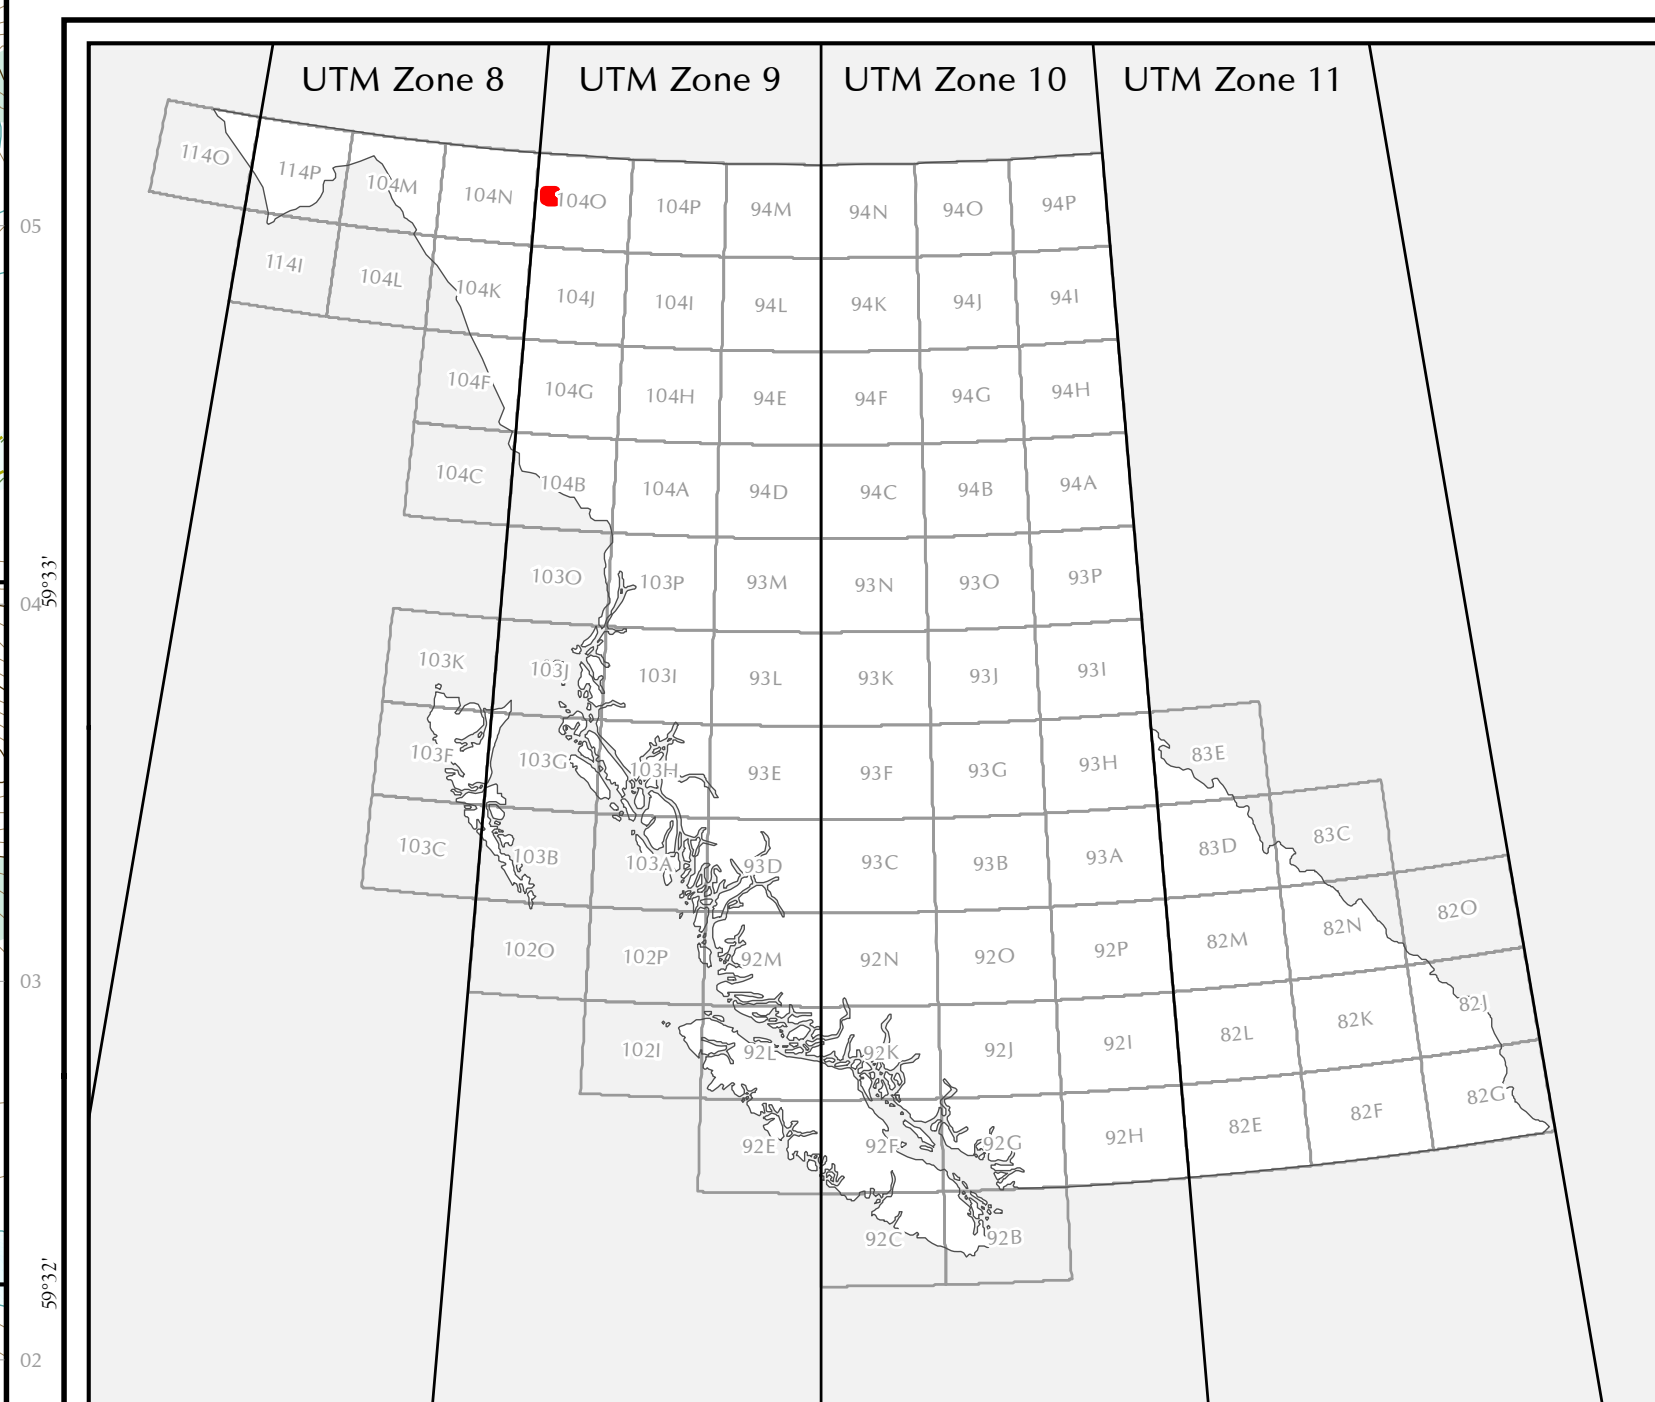 UTM Zone 8 UTM Zone 9 UTM Zone 10 UTM Zone 11
114O 114P 104M 104N 104O 104P 94M 94N 94O 94P
05
114I 104L 104K 104J 104I 94L 94K 94J 94I
104F 104G 104H 94E 94F 94G 94H
104C 104B 104A 94D 94C 94B 94A
59°33'
04
103O 103P 93M 93N 93O 93P
103K 103J 103I 93L 93K 93J 93I
103F 103G 103H 93E 93F 93G 93H 83E
103C 103B 103A 93D 93C 93B 93A 83D 83C
102O 102P 92M 92N 92O 92P 82M 82N 82O
03
102I 92L 92K 92J 92I 82L 82K 82J
92E 92F 92G 92H 82E 82F 82G
92C 92B
59°32'
02